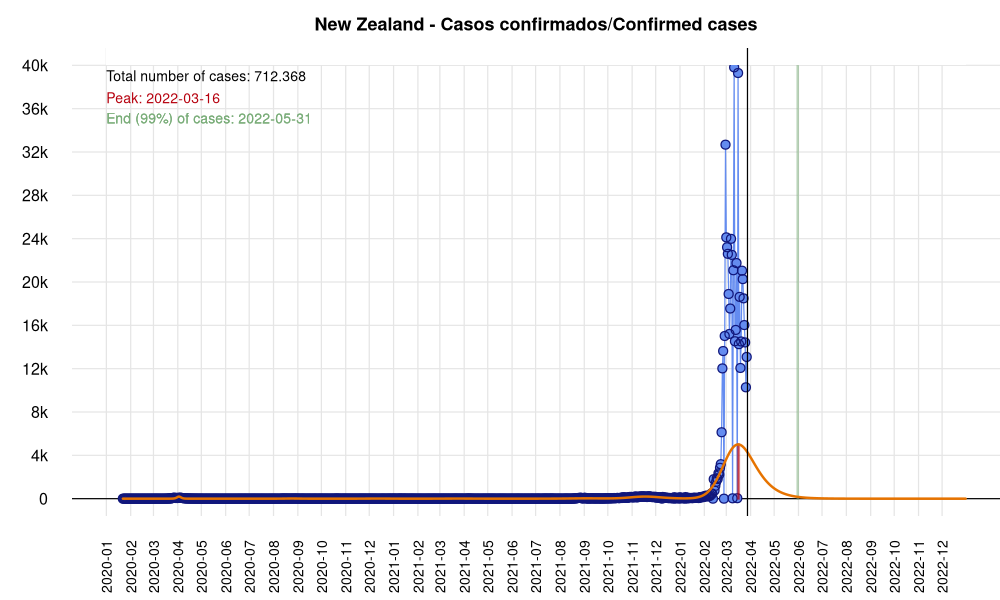 New Zealand - Casos confirmados/Confirmed cases
40k
Total number of cases: 712.368
Peak: 2022-03-16
End (99%) of cases: 2022-05-31
36k
32k
28k
24k
20k
16k
12k
8k
4k
0
2020-01
2020-02
2020-03
2020-04
2020-05
2020-06
2020-07
2020-08
2020-09
2020-10
2020-11
2020-12
2021-01
2021-02
2021-03
2021-04
2021-05
2021-06
2021-07
2021-08
2021-09
2021-10
2021-11
2021-12
2022-01
2022-02
2022-03
2022-04
2022-05
2022-06
2022-07
2022-08
2022-09
2022-10
2022-11
2022-12